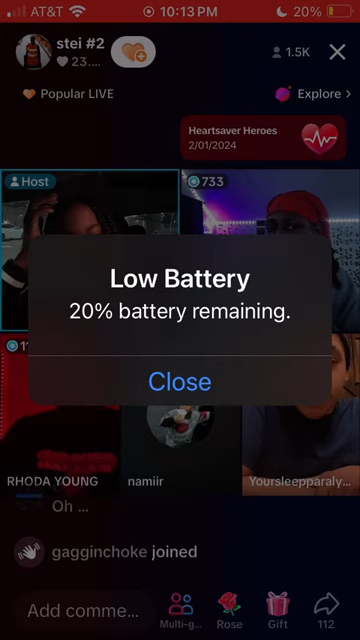 AT&T 10:13 PM 20%
stei #2
23.... 1.5K
Popular LIVE Explore >
Heartsaver Heroes
2/01/2024
Host 733
Low Battery
20% battery remaining.
Close
RHODA YOUNG namiir Yoursleepparaly...
Oh ...
gagginchoke joined
Add comme... Multi-g... Rose Gift 112